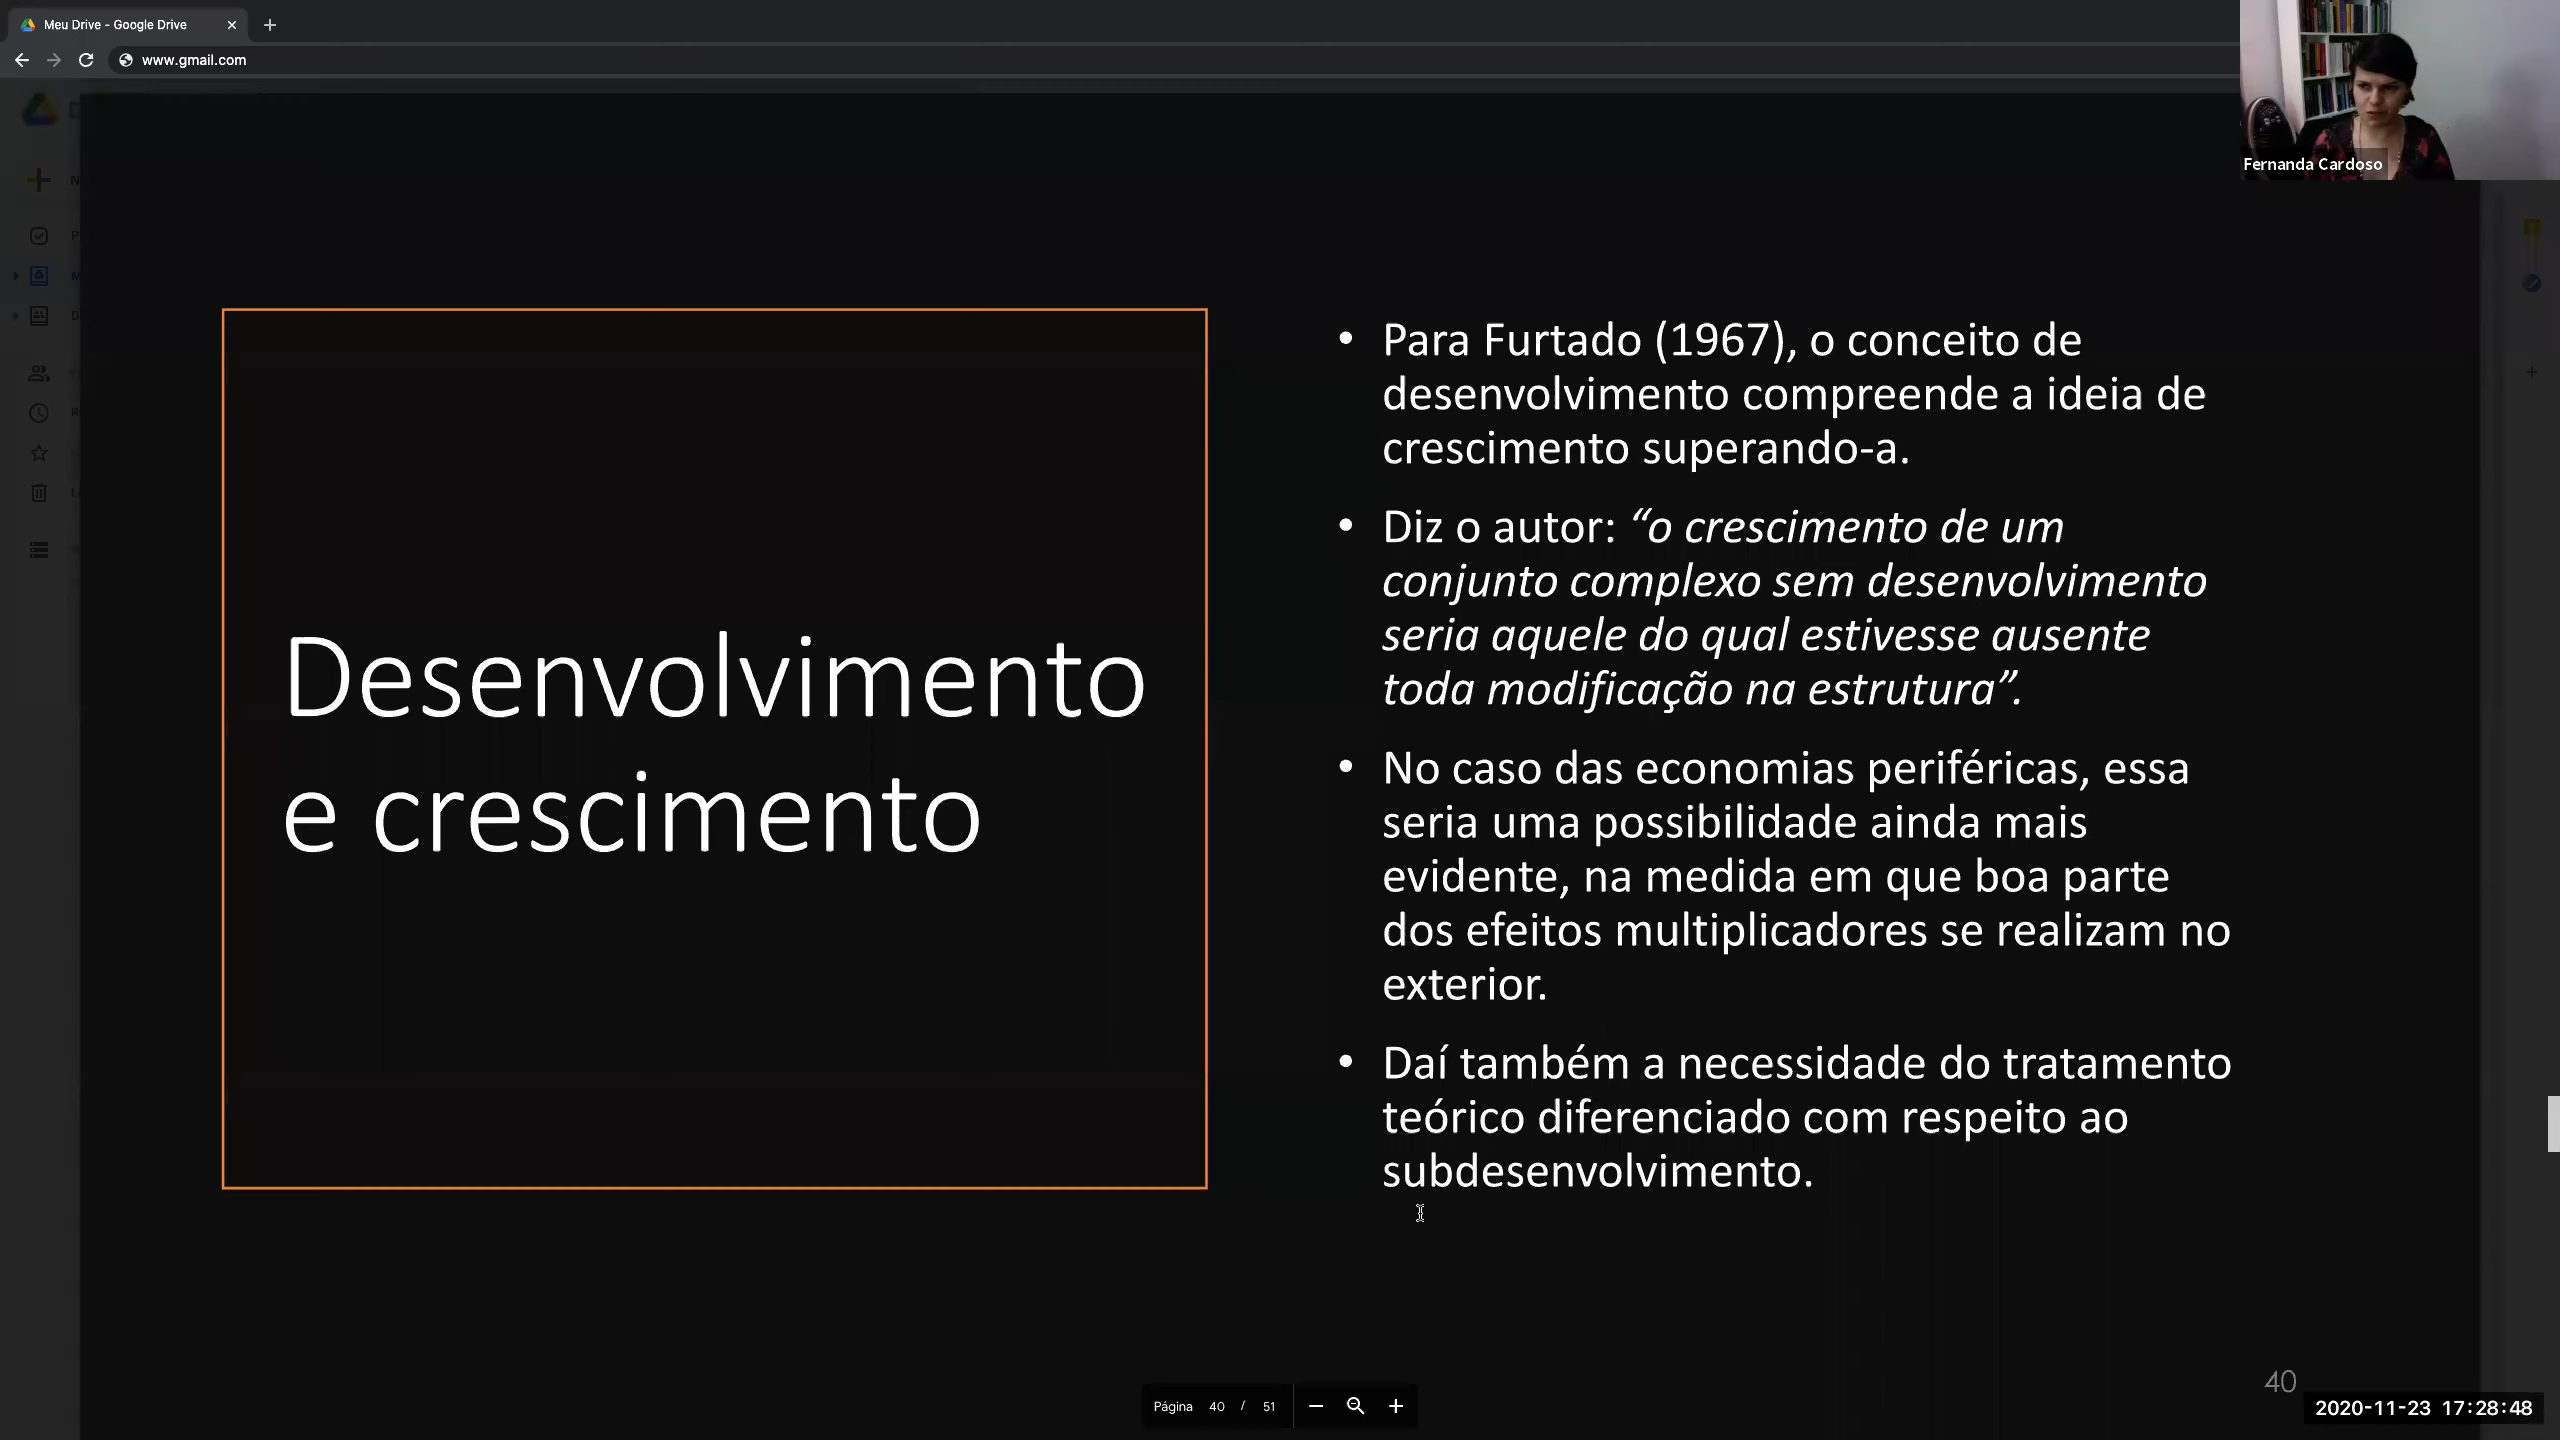 Meu Drive - Google Drive
www.gmail.com
Fernanda Cardoso
Desenvolvimento
e crescimento
• Para Furtado (1967), o conceito de
desenvolvimento compreende a ideia de
crescimento superando-a.
• Diz o autor: “o crescimento de um
conjunto complexo sem desenvolvimento
seria aquele do qual estivesse ausente
toda modificação na estrutura”.
• No caso das economias periféricas, essa
seria uma possibilidade ainda mais
evidente, na medida em que boa parte
dos efeitos multiplicadores se realizam no
exterior.
• Daí também a necessidade do tratamento
teórico diferenciado com respeito ao
subdesenvolvimento.
40
Página 40 / 51
2020-11-23 17:28:48